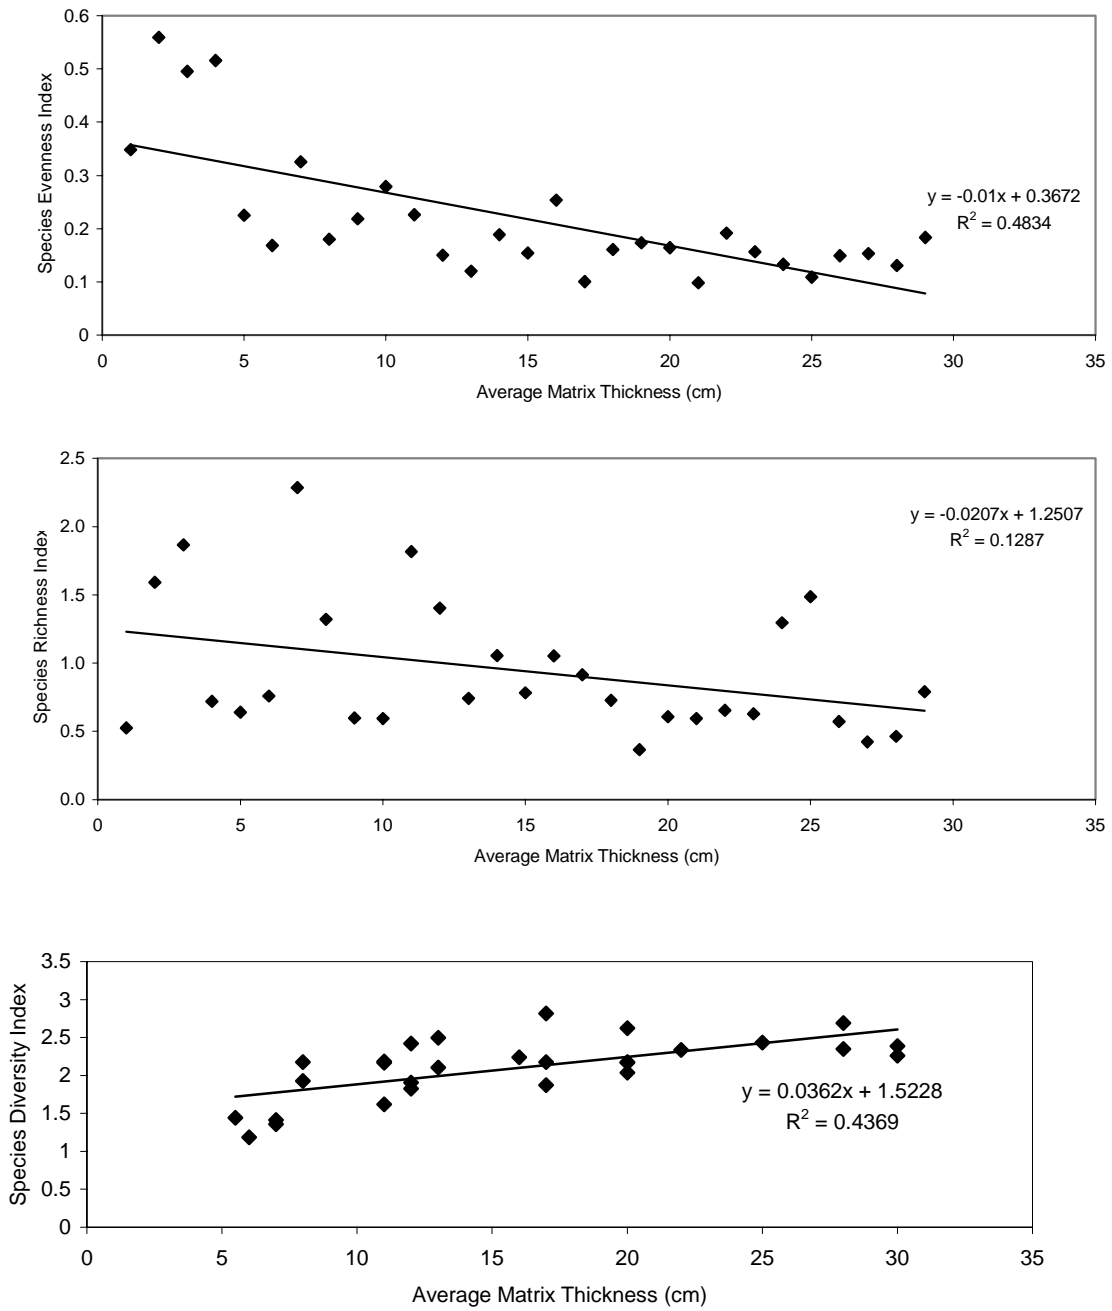 0.6
0.5
0.4
0.3
0.2
0.1
0
Species Evenness Index
y = -0.01x + 0.3672
R² = 0.4834
0 5 10 15 20 25 30 35
Average Matrix Thickness (cm)
2.5
2.0
1.5
1.0
0.5
0.0
Species Richness Index
y = -0.0207x + 1.2507
R² = 0.1287
0 5 10 15 20 25 30 35
Average Matrix Thickness (cm)
3.5
3
2.5
2
1.5
1
0.5
0
Species Diversity Index
y = 0.0362x + 1.5228
R² = 0.4369
0 5 10 15 20 25 30 35
Average Matrix Thickness (cm)